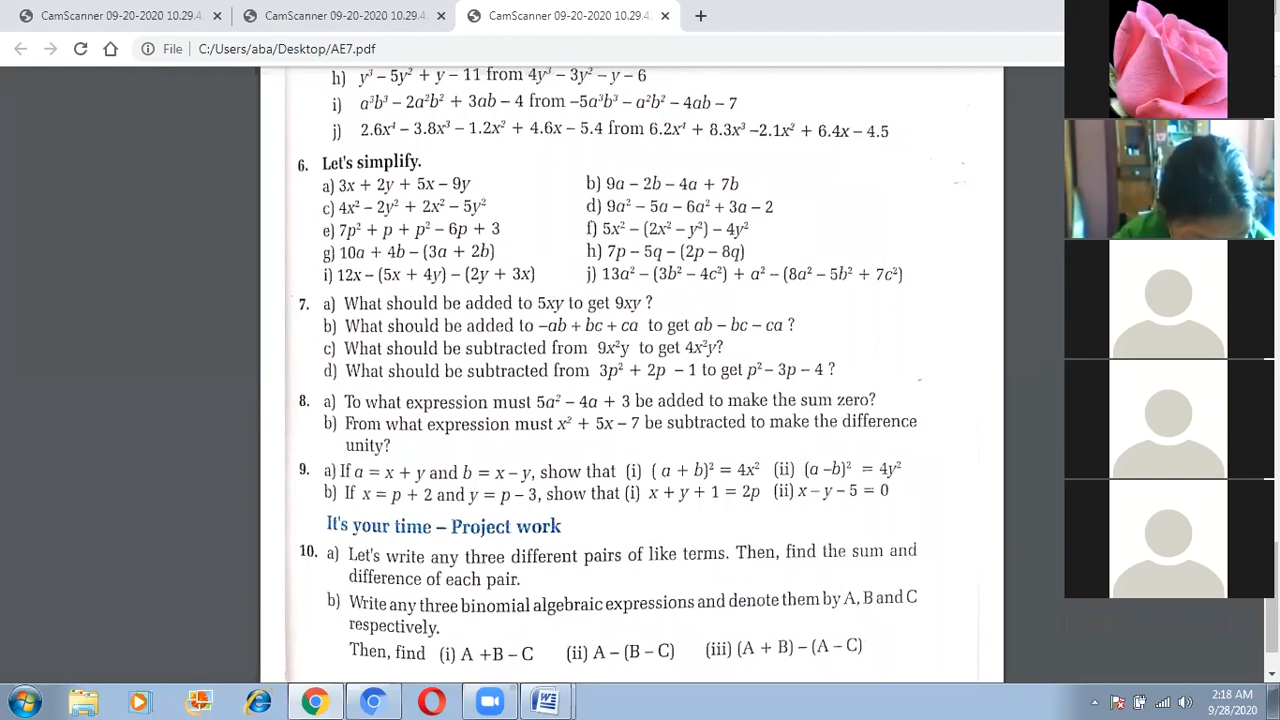 CamScanner 09-20-2020 10.29.4 × CamScanner 09-20-2020 10.29.4 × CamScanner 09-20-2020 10.29.4 × +
File | C:/Users/aba/Desktop/AE7.pdf
h) y³ – 5y² + y – 11 from 4y³ – 3y² – y – 6
i) a³b³ – 2a²b² + 3ab – 4 from –5a³b³ – a²b² – 4ab – 7
j) 2.6x⁴ – 3.8x³ – 1.2x² + 4.6x – 5.4 from 6.2x⁴ + 8.3x³ –2.1x² + 6.4x – 4.5
6. Let's simplify.
a) 3x + 2y + 5x – 9y b) 9a – 2b – 4a + 7b
c) 4x² – 2y² + 2x² – 5y² d) 9a² – 5a – 6a² + 3a – 2
e) 7p² + p + p² – 6p + 3 f) 5x² – (2x² – y²) – 4y²
g) 10a + 4b – (3a + 2b) h) 7p – 5q – (2p – 8q)
i) 12x – (5x + 4y) – (2y + 3x) j) 13a² – (3b² – 4c²) + a² – (8a² – 5b² + 7c²)
7. a) What should be added to 5xy to get 9xy ?
b) What should be added to –ab + bc + ca to get ab – bc – ca ?
c) What should be subtracted from 9x²y to get 4x²y?
d) What should be subtracted from 3p² + 2p – 1 to get p² – 3p – 4 ?
8. a) To what expression must 5a² – 4a + 3 be added to make the sum zero?
b) From what expression must x² + 5x – 7 be subtracted to make the difference
unity?
9. a) If a = x + y and b = x – y, show that (i) ( a + b)² = 4x² (ii) (a –b)² = 4y²
b) If x = p + 2 and y = p – 3, show that (i) x + y + 1 = 2p (ii) x – y – 5 = 0
It's your time – Project work
10. a) Let's write any three different pairs of like terms. Then, find the sum and
difference of each pair.
b) Write any three binomial algebraic expressions and denote them by A, B and C
respectively.
Then, find (i) A +B – C (ii) A – (B – C) (iii) (A + B) – (A – C)
2:18 AM
9/28/2020